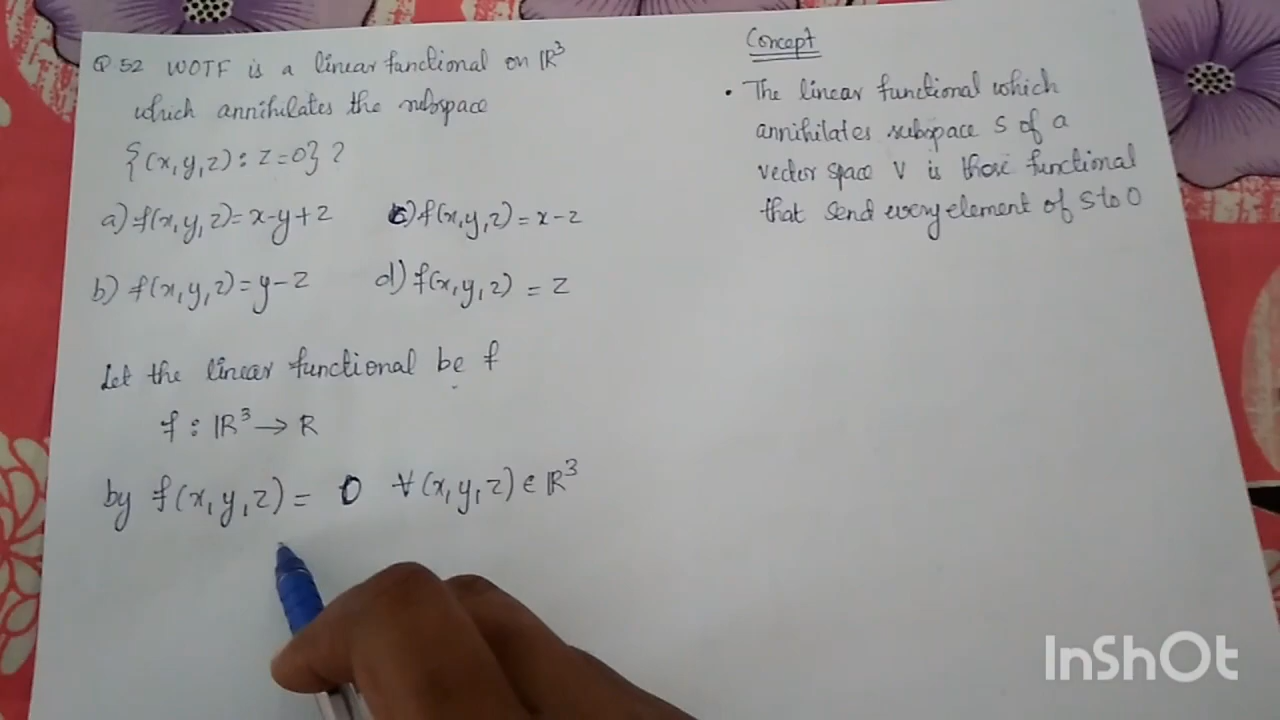 Q 52 WOTF is a linear functional on ℝ³
which annihilates the subspace
{(x,y,z): z=0} ?
a) f(x,y,z)=x-y+z
c) f(x,y,z)=x-z
b) f(x,y,z)=y-z
d) f(x,y,z) = z
Let the linear functional be f
f: ℝ³→R
by f(x,y,z)= 0 ∀(x,y,z)∈ℝ³
Concept
• The linear functional which
annihilates subspace S of a
vector space V is those functional
that send every element of S to 0
InShOt